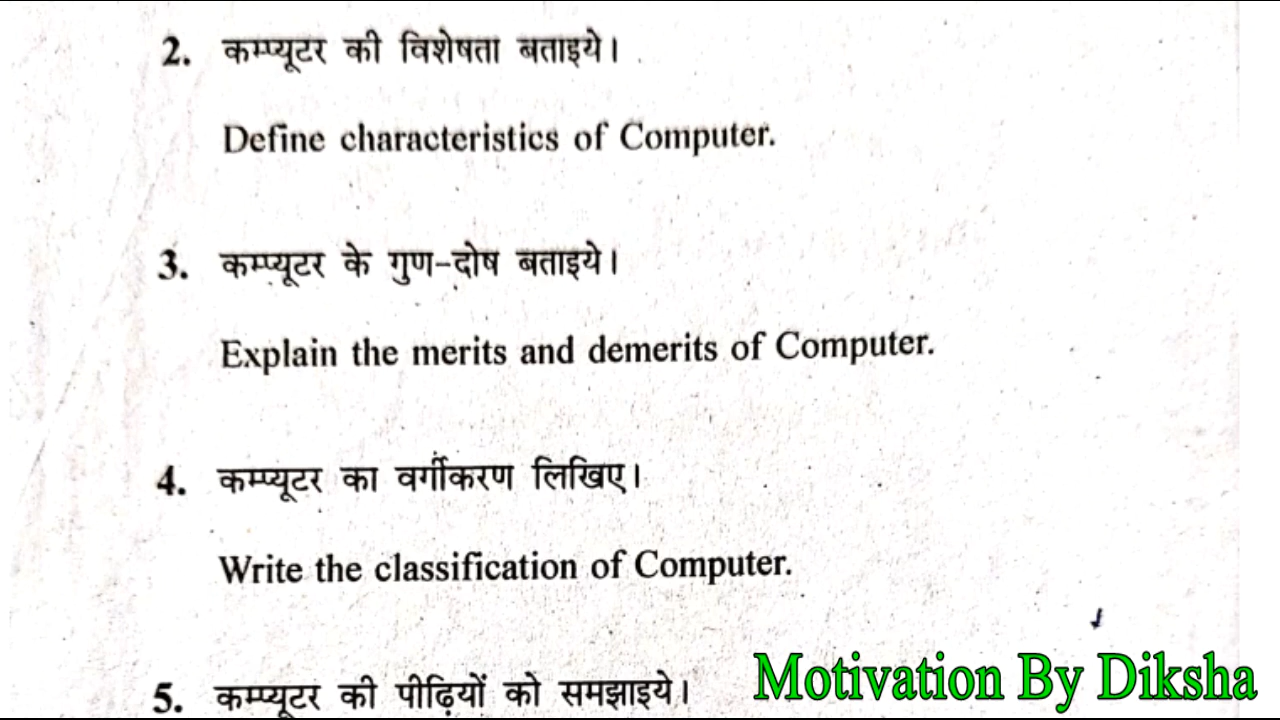 2. कम्प्यूटर की विशेषता बताइये।
Define characteristics of Computer.
3. कम्प्यूटर के गुण-दोष बताइये।
Explain the merits and demerits of Computer.
4. कम्प्यूटर का वर्गीकरण लिखिए।
Write the classification of Computer.
5. कम्प्यूटर की पीढ़ियों को समझाइये।
Motivation By Diksha